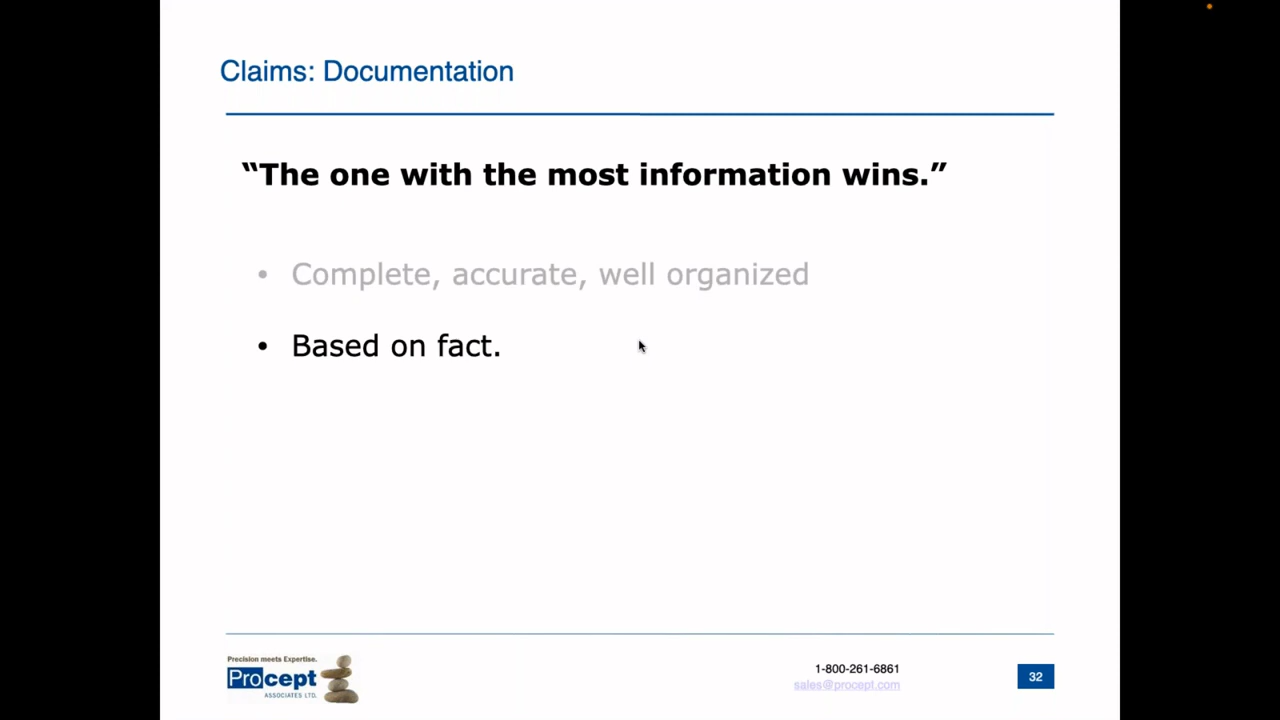 Claims: Documentation
“The one with the most information wins.”
• Complete, accurate, well organized
• Based on fact.
Precision meets Expertise.
Procept
ASSOCIATES LTD.
1-800-261-6861
sales@procept.com
32